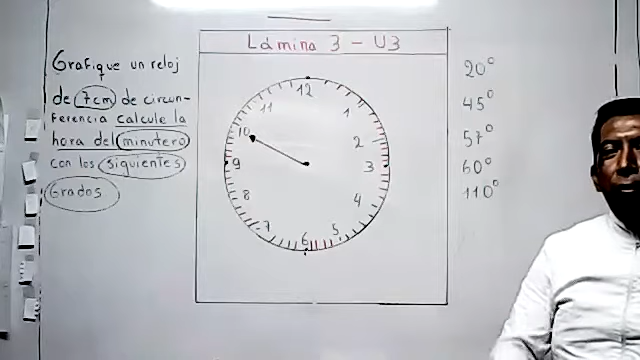 Grafique un reloj
de 7cm de circun-
ferencia calcule la
hora del minutero
con los siguientes
Grados
Lámina 3 - U3
12
1
2
3
4
5
6
7
8
9
10
11
20°
45°
57°
60°
110°